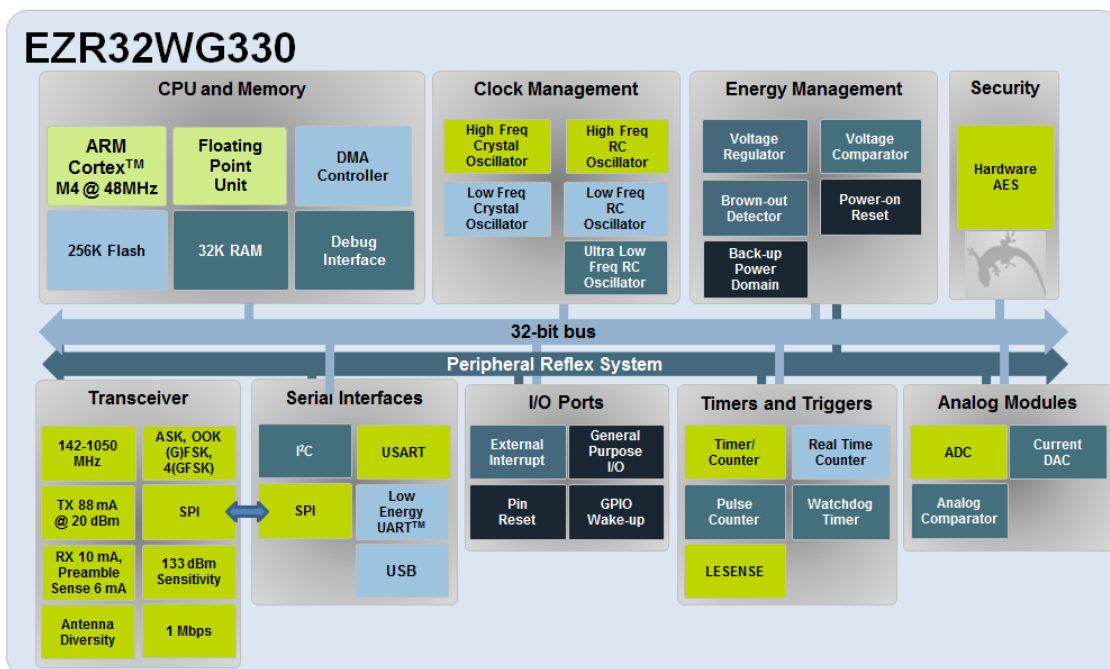 EZR32WG330
CPU and Memory
ARM
Cortex™
M4 @ 48MHz
Floating
Point
Unit
DMA
Controller
256K Flash
32K RAM
Debug
Interface
Clock Management
High Freq
Crystal
Oscillator
High Freq
RC
Oscillator
Low Freq
Crystal
Oscillator
Low Freq
RC
Oscillator
Ultra Low
Freq RC
Oscillator
Energy Management
Voltage
Regulator
Voltage
Comparator
Brown-out
Detector
Power-on
Reset
Back-up
Power
Domain
Security
Hardware
AES
32-bit bus
Peripheral Reflex System
Transceiver
142-1050
MHz
ASK, OOK
(G)FSK,
4(GFSK)
TX 88 mA
@ 20 dBm
SPI
RX 10 mA,
Preamble
Sense 6 mA
133 dBm
Sensitivity
Antenna
Diversity
1 Mbps
Serial Interfaces
I²C
USART
SPI
Low
Energy
UART™
USB
I/O Ports
External
Interrupt
General
Purpose
I/O
Pin
Reset
GPIO
Wake-up
Timers and Triggers
Timer/
Counter
Real Time
Counter
Pulse
Counter
Watchdog
Timer
LESENSE
Analog Modules
ADC
Current
DAC
Analog
Comparator